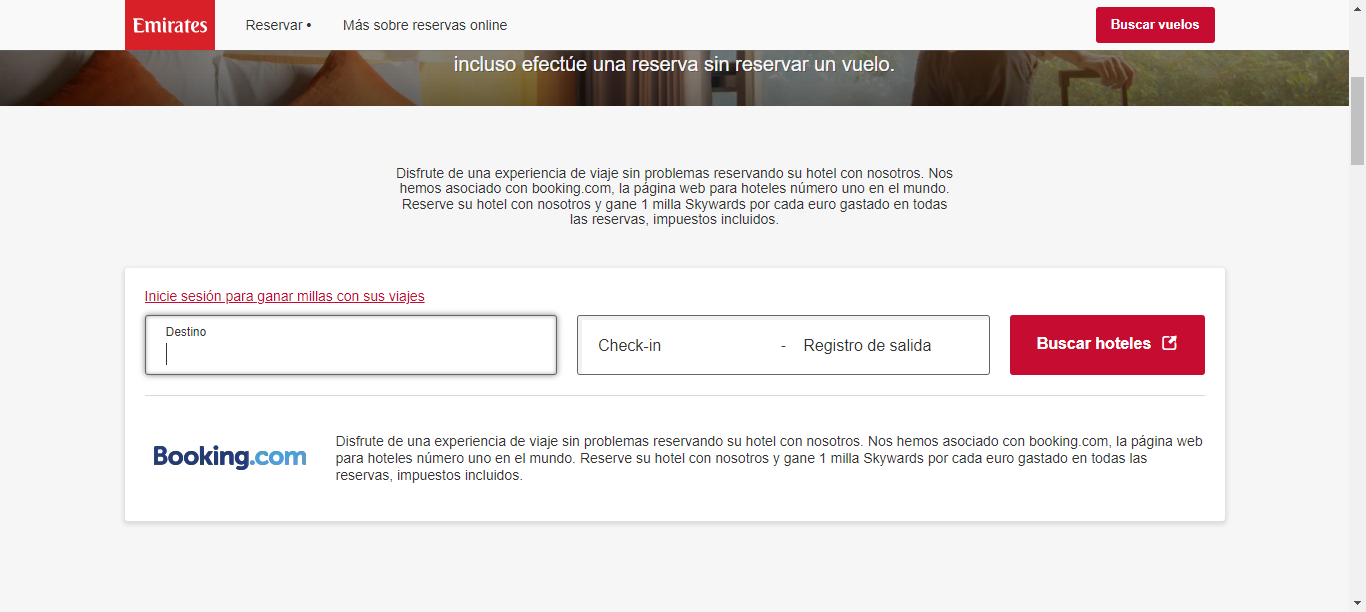 Emirates
Reservar •
Más sobre reservas online
Buscar vuelos
incluso efectúe una reserva sin reservar un vuelo.
Disfrute de una experiencia de viaje sin problemas reservando su hotel con nosotros. Nos
hemos asociado con booking.com, la página web para hoteles número uno en el mundo.
Reserve su hotel con nosotros y gane 1 milla Skywards por cada euro gastado en todas
las reservas, impuestos incluidos.
Inicie sesión para ganar millas con sus viajes
Destino
Check-in - Registro de salida
Buscar hoteles
Booking.com
Disfrute de una experiencia de viaje sin problemas reservando su hotel con nosotros. Nos hemos asociado con booking.com, la página web
para hoteles número uno en el mundo. Reserve su hotel con nosotros y gane 1 milla Skywards por cada euro gastado en todas las
reservas, impuestos incluidos.